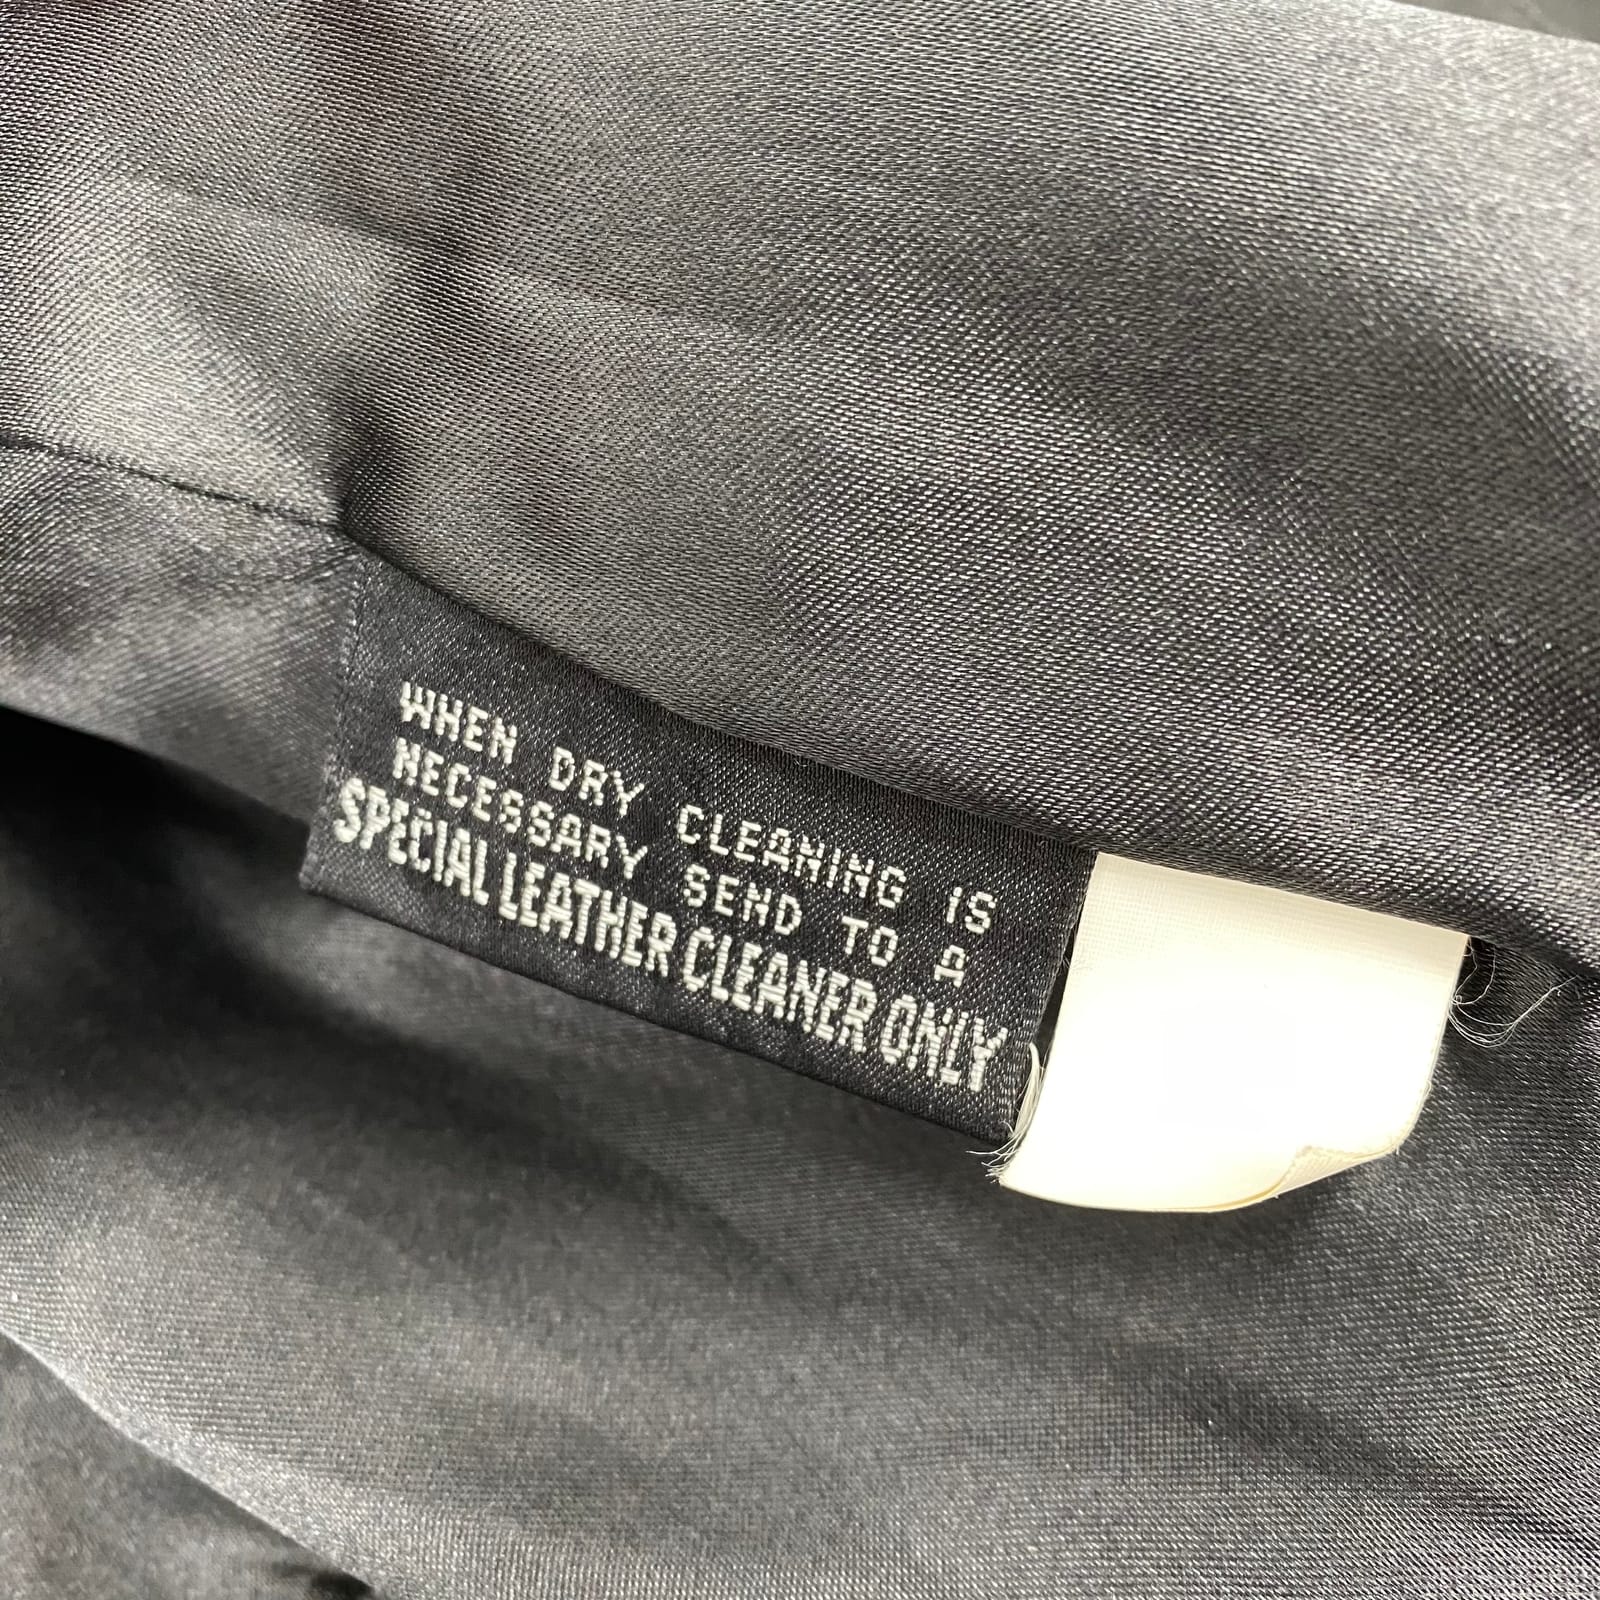 WHEN DRY CLEANING IS
NECESSARY SEND TO A
SPECIAL LEATHER CLEANER ONLY